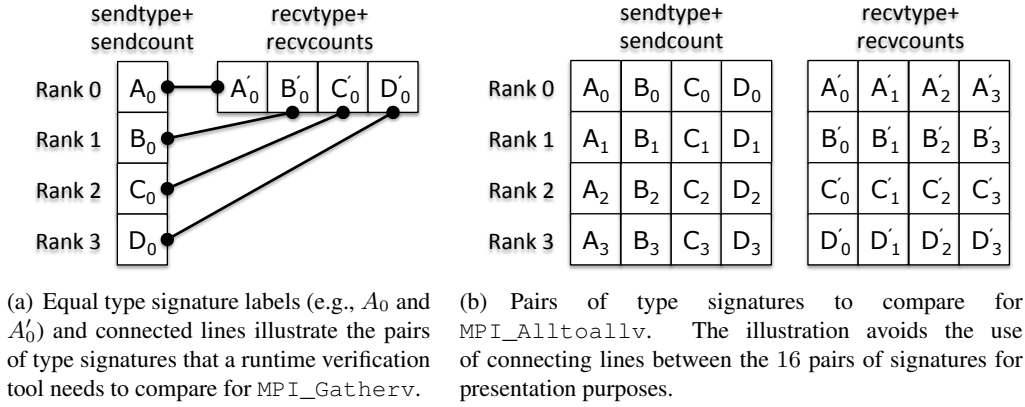 sendtype+ sendcount
recvtype+ recvcounts
Rank 0 A₀ A′₀ B′₀ C′₀ D′₀
Rank 1 B₀
Rank 2 C₀
Rank 3 D₀
(a) Equal type signature labels (e.g., A₀ and
A′₀) and connected lines illustrate the pairs
of type signatures that a runtime verification
tool needs to compare for MPI_Gatherv.
sendtype+ sendcount
recvtype+ recvcounts
Rank 0 A₀ B₀ C₀ D₀ A′₀ A′₁ A′₂ A′₃
Rank 1 A₁ B₁ C₁ D₁ B′₀ B′₁ B′₂ B′₃
Rank 2 A₂ B₂ C₂ D₂ C′₀ C′₁ C′₂ C′₃
Rank 3 A₃ B₃ C₃ D₃ D′₀ D′₁ D′₂ D′₃
(b) Pairs of type signatures to compare for
MPI_Alltoallv. The illustration avoids the use
of connecting lines between the 16 pairs of signatures for
presentation purposes.